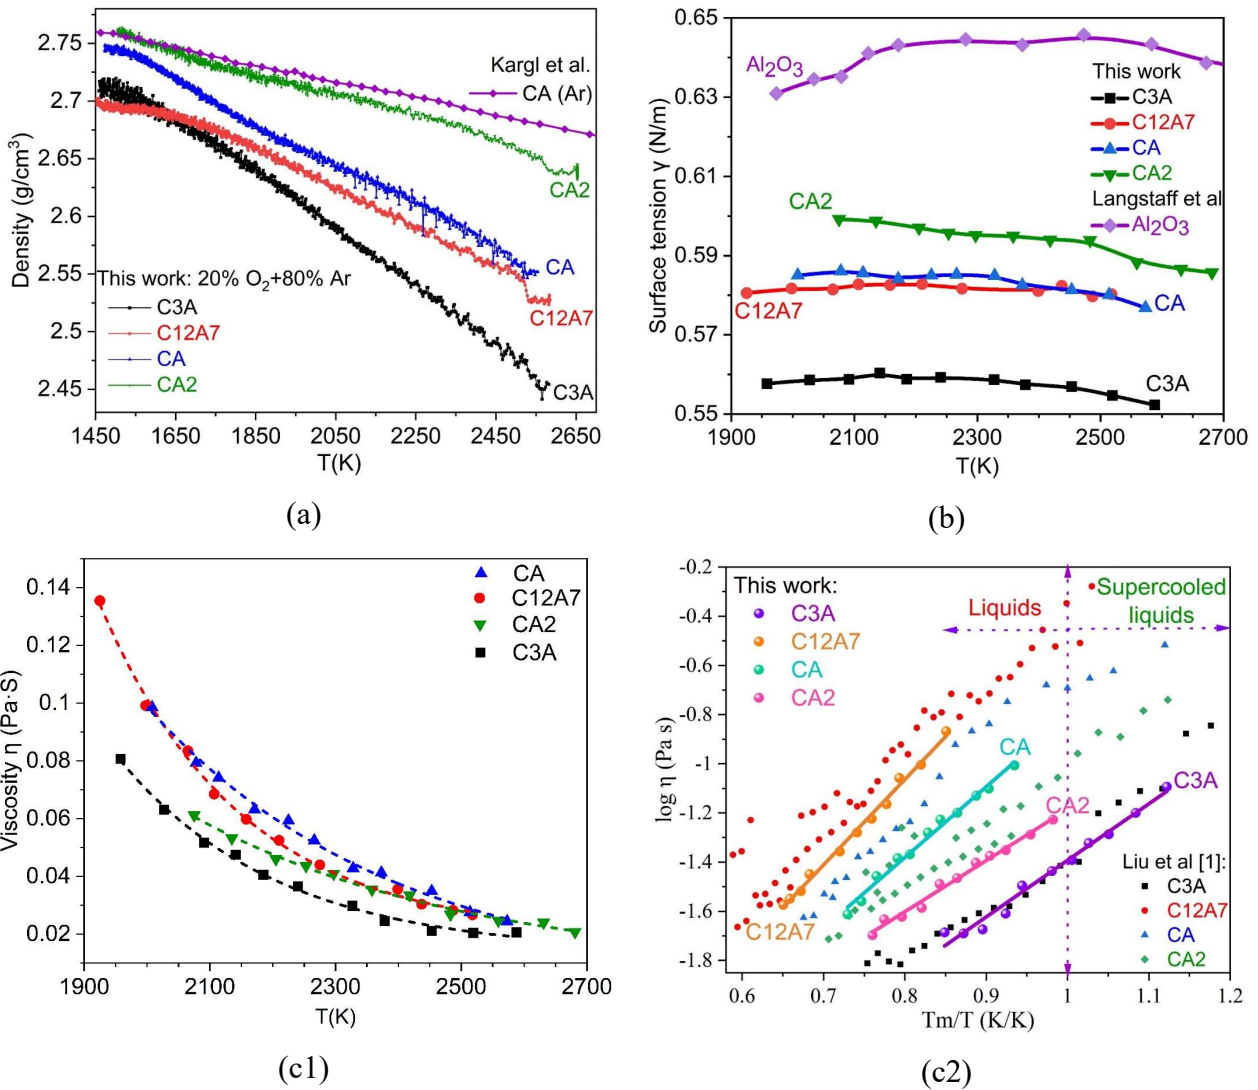 2.75
2.7
2.65
2.6
2.55
2.5
2.45
Density (g/cm3)
Kargl et al.
CA (Ar)
CA2
CA
C12A7
C3A
This work: 20% O2+80% Ar
C3A
C12A7
CA
CA2
1450 1650 1850 2050 2250 2450 2650
T(K)
(a)
0.65
0.63
0.61
0.59
0.57
0.55
Surface tension γ (N/m)
Al2O3
This work
C3A
C12A7
CA
CA2
Langstaff et al
Al2O3
CA2
C12A7
CA
C3A
1900 2100 2300 2500 2700
T(K)
(b)
0.14
0.12
0.1
0.08
0.06
0.04
0.02
Viscosity η (Pa·S)
CA
C12A7
CA2
C3A
1900 2100 2300 2500 2700
T(K)
(c1)
-0.2
-0.4
-0.6
-0.8
-1
-1.2
-1.4
-1.6
-1.8
log η (Pa s)
This work:
C3A
C12A7
CA
CA2
Liquids
Supercooled
liquids
CA
CA2
C3A
C12A7
Liu et al [1]:
C3A
C12A7
CA
CA2
0.6 0.7 0.8 0.9 1 1.1 1.2
Tm/T (K/K)
(c2)